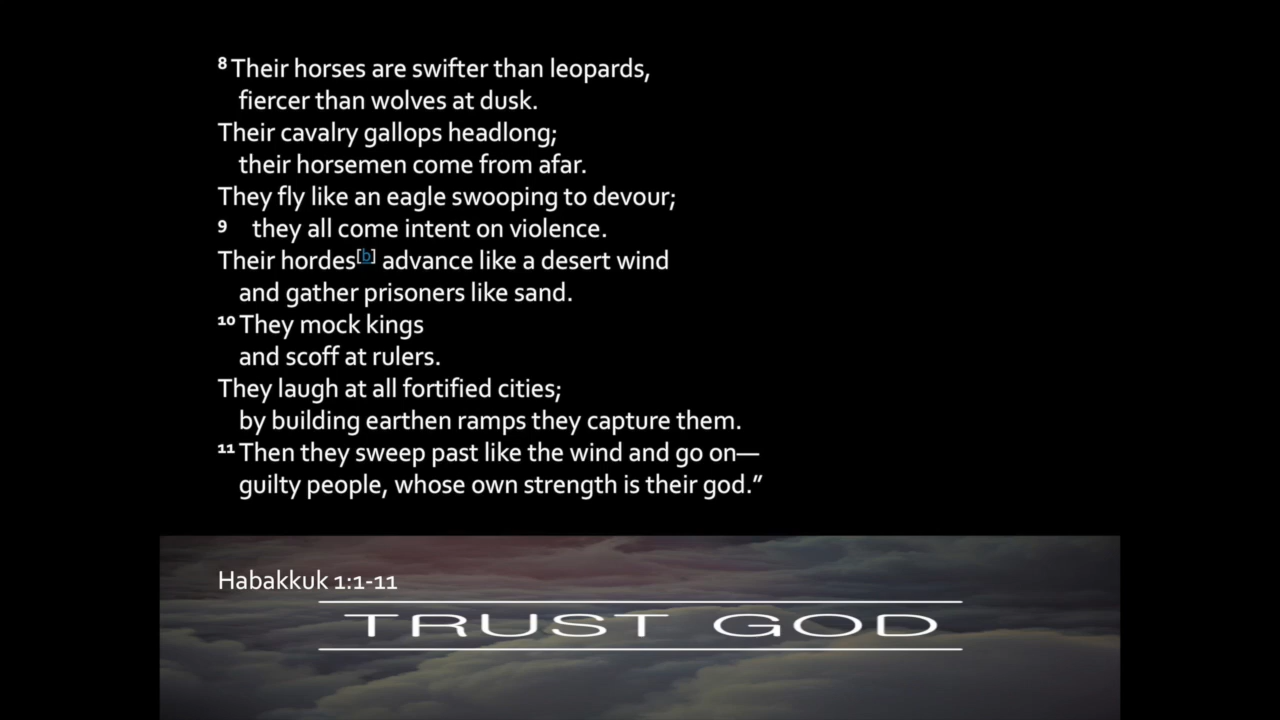 8 Their horses are swifter than leopards,
fiercer than wolves at dusk.
Their cavalry gallops headlong;
their horsemen come from afar.
They fly like an eagle swooping to devour;
9 they all come intent on violence.
Their hordes[b] advance like a desert wind
and gather prisoners like sand.
10 They mock kings
and scoff at rulers.
They laugh at all fortified cities;
by building earthen ramps they capture them.
11 Then they sweep past like the wind and go on—
guilty people, whose own strength is their god.”
Habakkuk 1:1-11
TRUST GOD